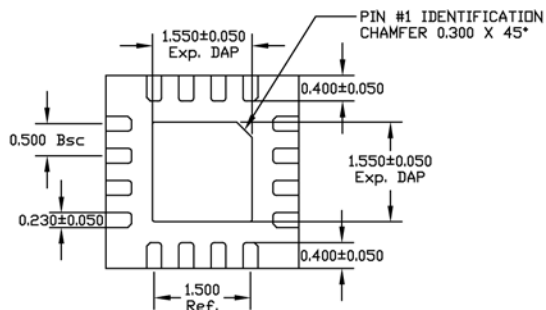 PIN #1 IDENTIFICATION
CHAMFER 0.300 X 45°
1.550±0.050
Exp. DAP
0.400±0.050
0.500 Bsc
1.550±0.050
Exp. DAP
0.230±0.050
0.400±0.050
1.500
Ref.